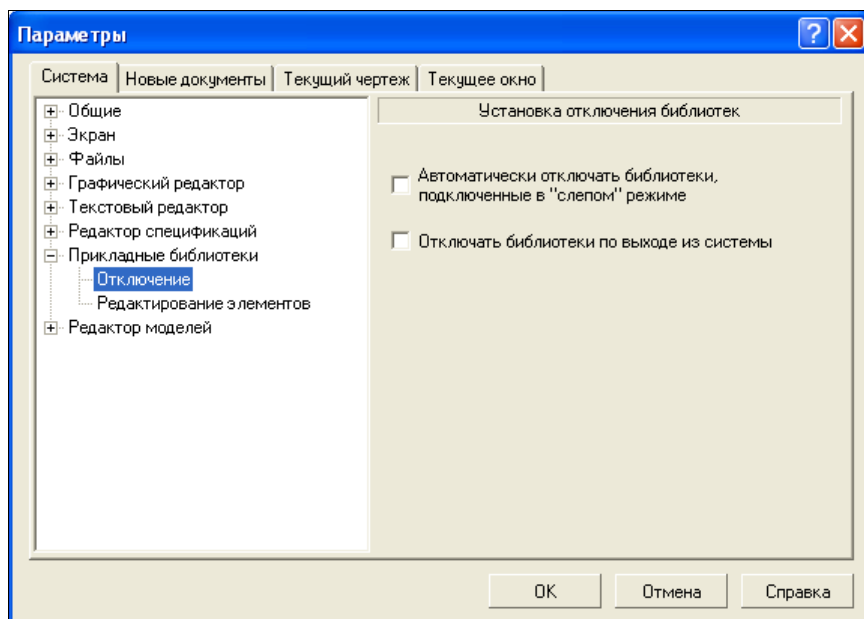 Параметры
Система
Новые документы
Текущий чертеж
Текущее окно
Общие
Экран
Файлы
Графический редактор
Текстовый редактор
Редактор спецификаций
Прикладные библиотеки
Отключение
Редактирование элементов
Редактор моделей
Установка отключения библиотек
Автоматически отключать библиотеки,
подключенные в "слепом" режиме
Отключать библиотеки по выходе из системы
OK
Отмена
Справка